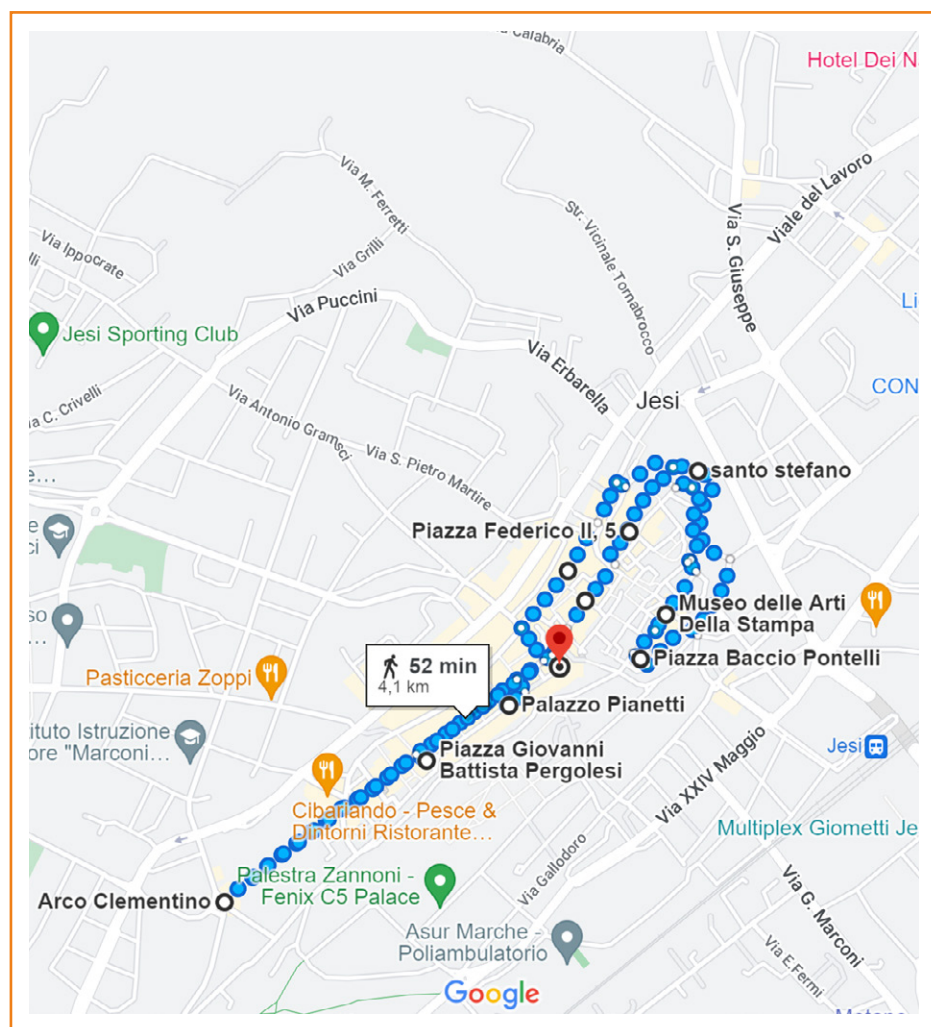 Calabria
Hotel Dei N
Viale del Lavoro
Via S. Giuseppe
Via M. Ferretti
Str. Vicinale Tornabrocco
Via Ippocrate
Via Grilli
Via Puccini
Jesi Sporting Club
Via Erbarella
CON
Jesi
Via Antonio Gramsci
Via S. Pietro Martire
C. Crivelli
santo stefano
Piazza Federico II, 5
Museo delle Arti
Della Stampa
Piazza Baccio Pontelli
52 min
4,1 km
Pasticceria Zoppi
Palazzo Pianetti
tituto Istruzione
ore "Marconi...
Piazza Giovanni
Battista Pergolesi
Jesi
Via XXIV Maggio
Cibariando - Pesce &
Dintorni Ristorante...
Multiplex Giometti Je
Via Gallodoro
Palestra Zannoni -
Fenix C5 Palace
Arco Clementino
Via G. Marconi
Asur Marche -
Poliambulatorio
Via E.Fermi
Google